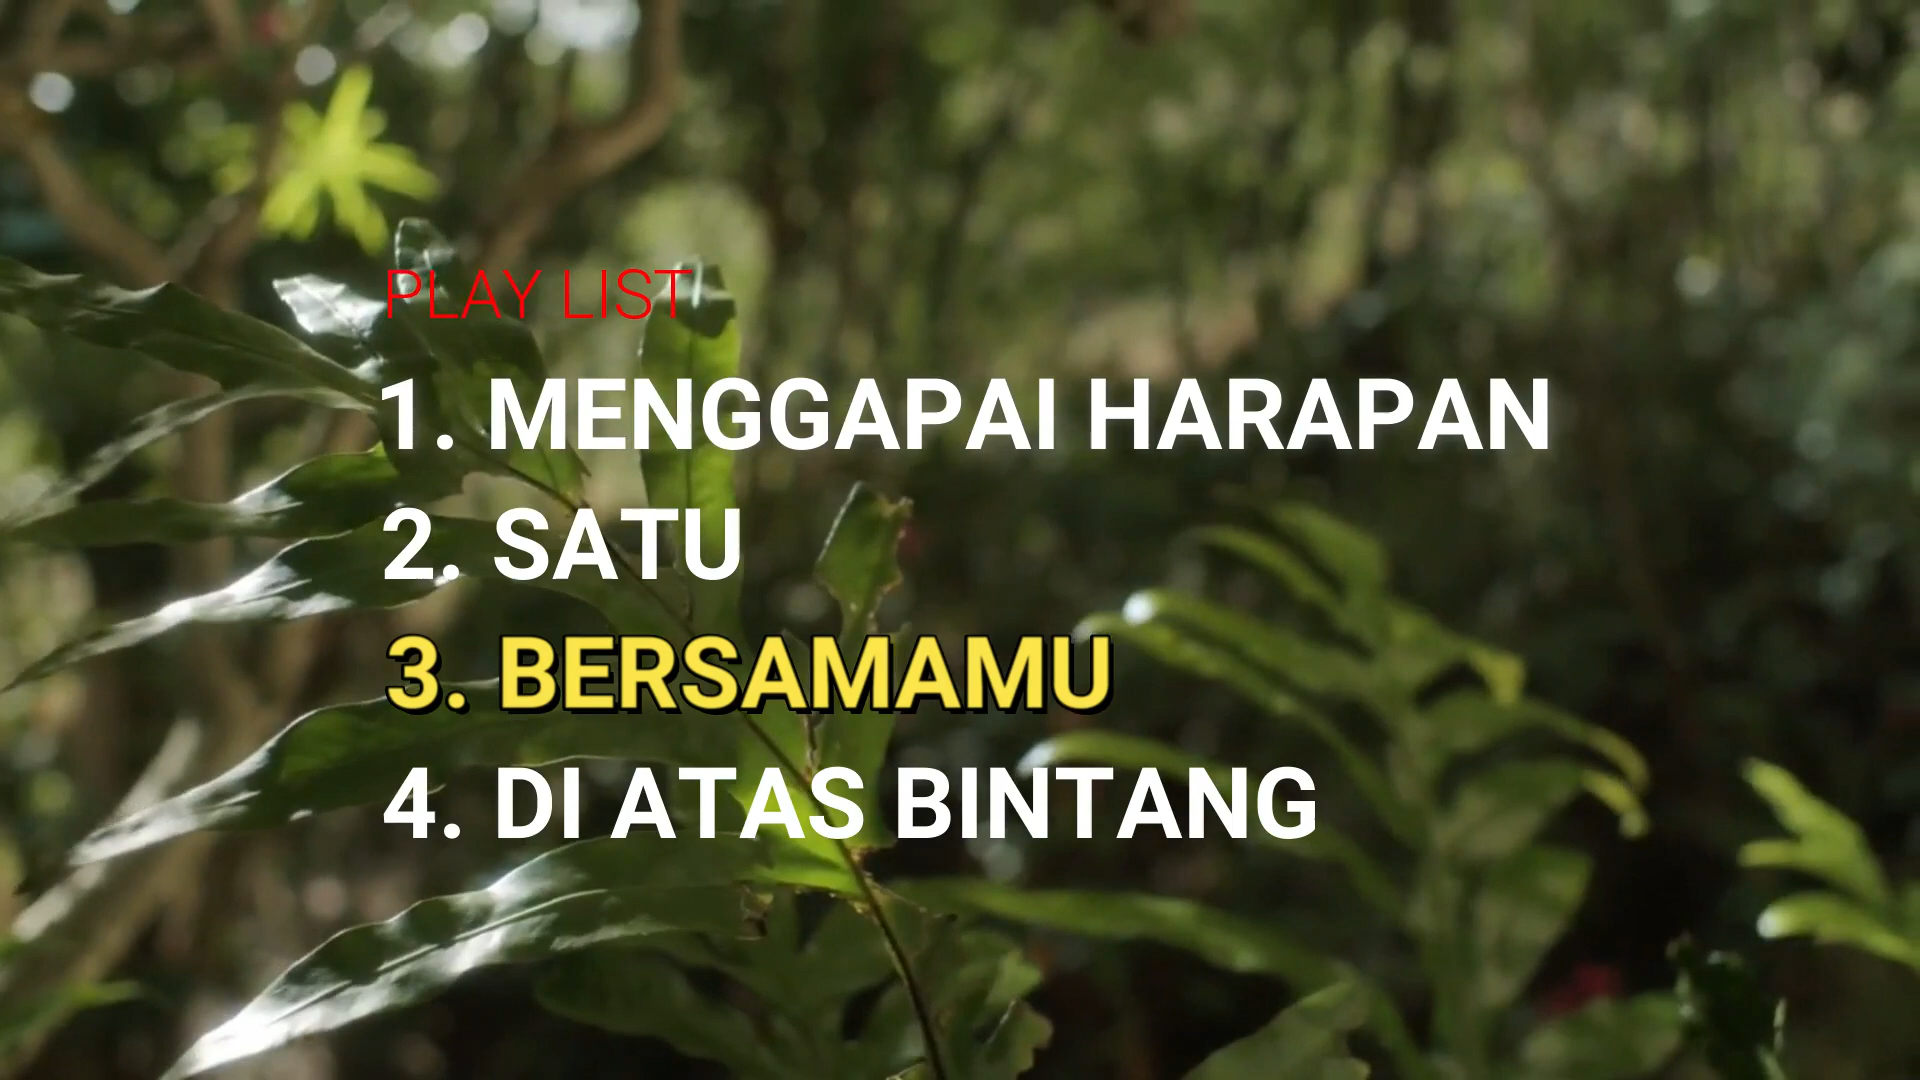 PLAY LIST
1. MENGGAPAI HARAPAN
2. SATU
3. BERSAMAMU
4. DI ATAS BINTANG